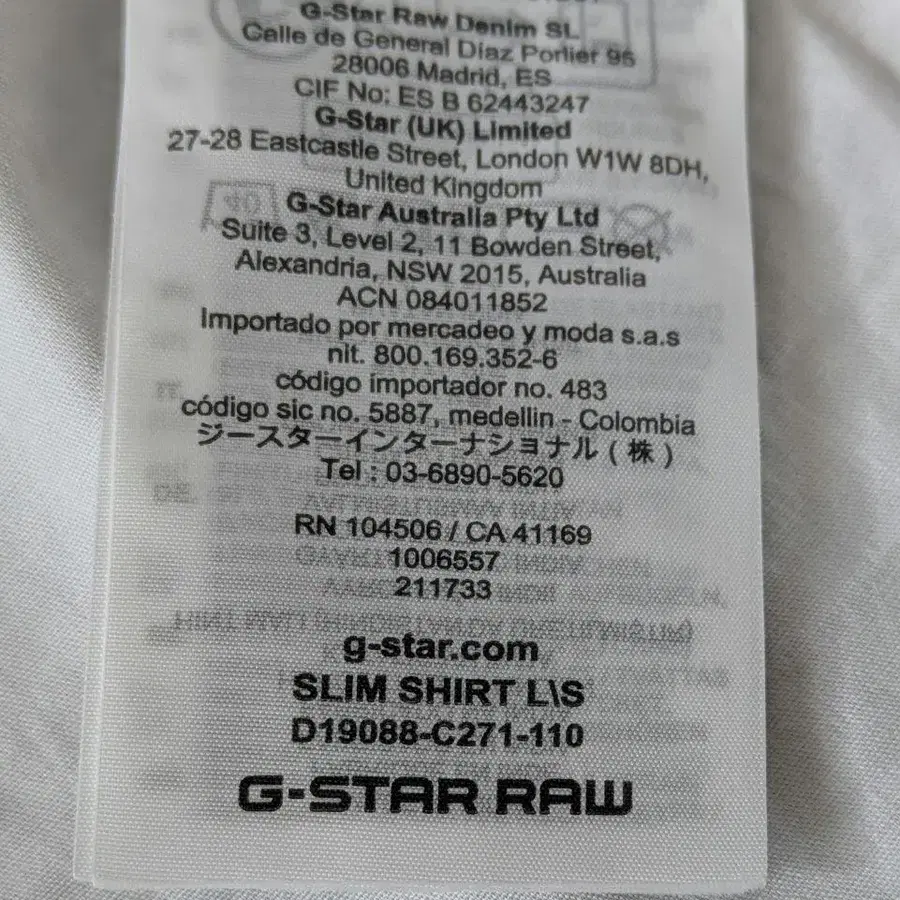 G-Star Raw Denim SL
Calle de General Díaz Porlier 95
28006 Madrid, ES
CIF No: ES B 62443247
G-Star (UK) Limited
27-28 Eastcastle Street, London W1W 8DH,
United Kingdom
G-Star Australia Pty Ltd
Suite 3, Level 2, 11 Bowden Street,
Alexandria, NSW 2015, Australia
ACN 084011852
Importado por mercadeo y moda s.a.s
nit. 800.169.352-6
código importador no. 483
código sic no. 5887, medellin - Colombia
ジースターインターナショナル ( 株 )
Tel : 03-6890-5620
RN 104506 / CA 41169
1006557
211733
g-star.com
SLIM SHIRT L\S
D19088-C271-110
G-STAR RAW